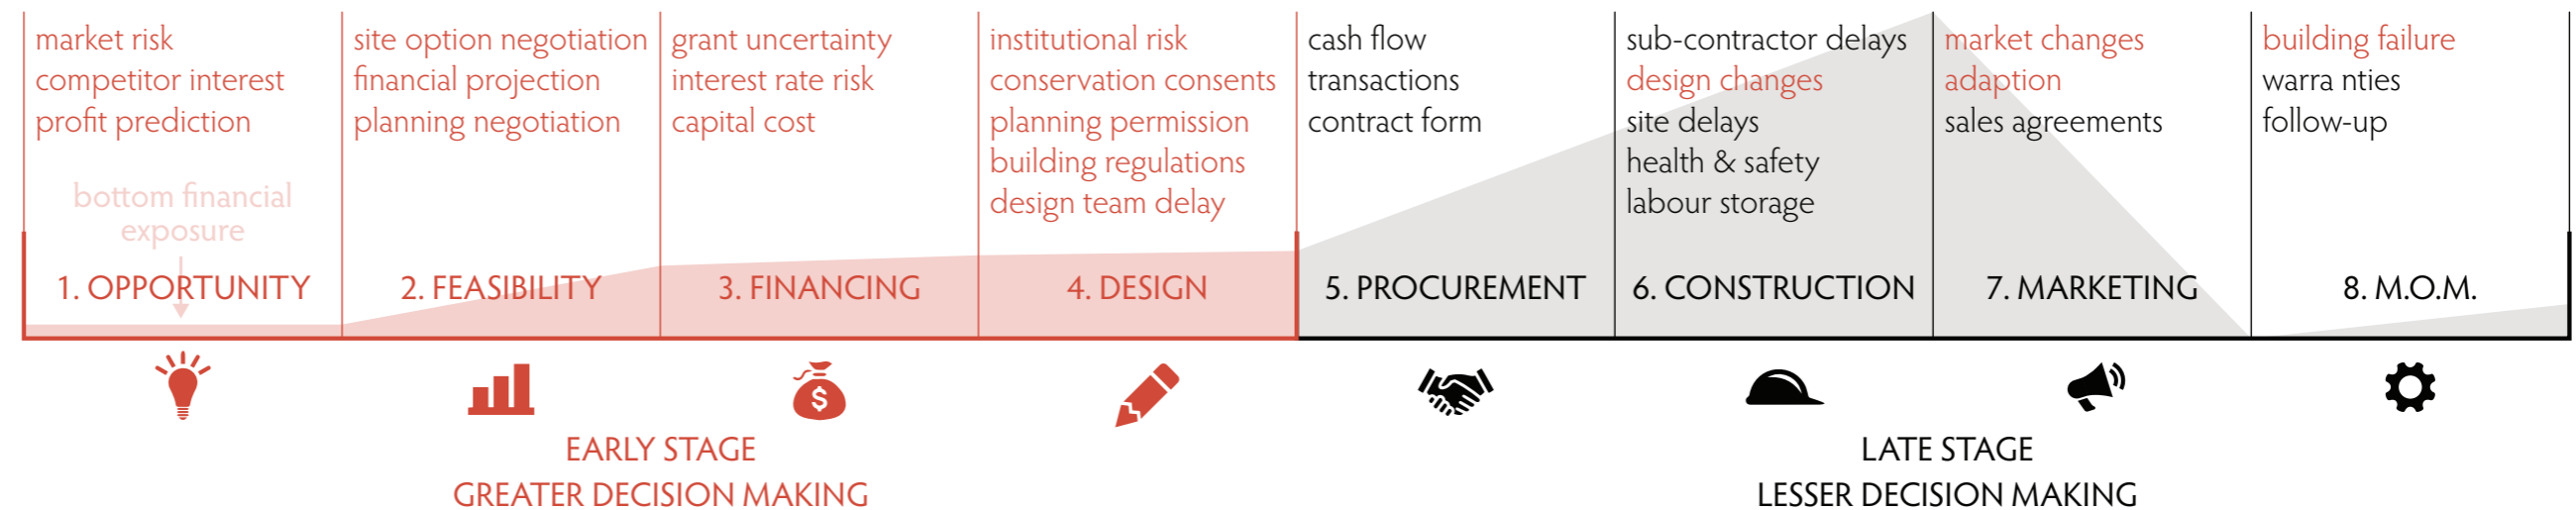 market risk
competitor interest
profit prediction
bottom financial
exposure
1. OPPORTUNITY
site option negotiation
financial projection
planning negotiation
2. FEASIBILITY
grant uncertainty
interest rate risk
capital cost
3. FINANCING
$
institutional risk
conservation consents
planning permission
building regulations
design team delay
4. DESIGN
cash flow
transactions
contract form
5. PROCUREMENT
sub-contractor delays
design changes
site delays
health & safety
labour storage
6. CONSTRUCTION
market changes
adaption
sales agreements
7. MARKETING
building failure
warra nties
follow-up
8. M.O.M.
EARLY STAGE
GREATER DECISION MAKING
LATE STAGE
LESSER DECISION MAKING